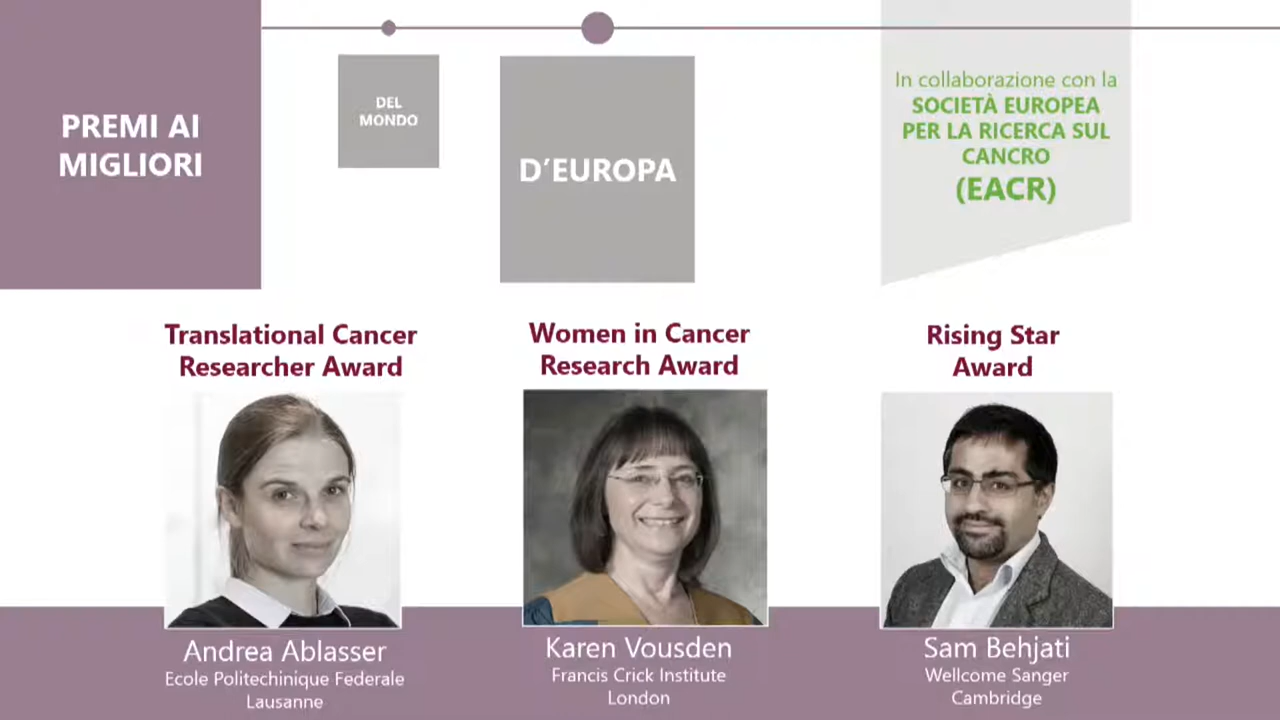 PREMI AI
MIGLIORI
DEL
MONDO
D'EUROPA
In collaborazione con la
SOCIETÀ EUROPEA
PER LA RICERCA SUL
CANCRO
(EACR)
Translational Cancer
Researcher Award
Women in Cancer
Research Award
Rising Star
Award
Andrea Ablasser
Ecole Politechinique Federale
Lausanne
Karen Vousden
Francis Crick Institute
London
Sam Behjati
Wellcome Sanger
Cambridge